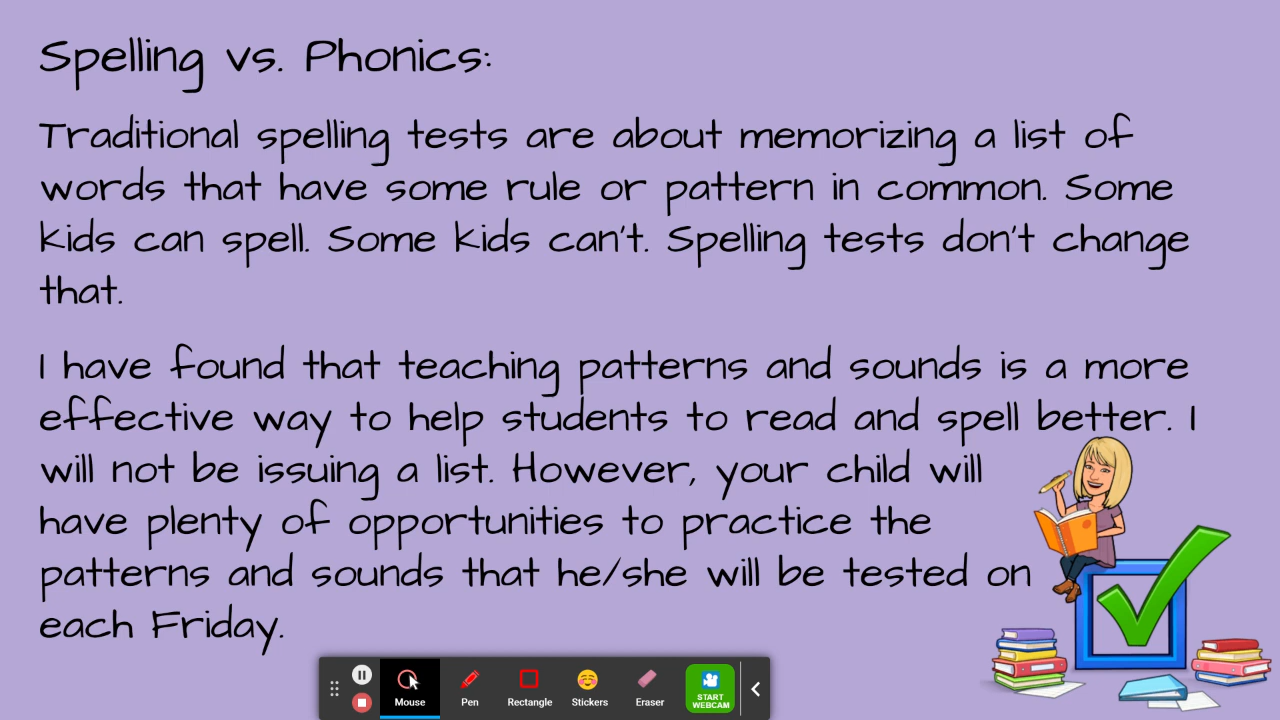 Spelling vs. Phonics:
Traditional spelling tests are about memorizing a list of
words that have some rule or pattern in common. Some
kids can spell. Some kids can't. Spelling tests don't change
that.
I have found that teaching patterns and sounds is a more
effective way to help students to read and spell better. I
will not be issuing a list. However, your child will
have plenty of opportunities to practice the
patterns and sounds that he/she will be tested on
each Friday.
Mouse
Pen
Rectangle
Stickers
Eraser
START
WEBCAM